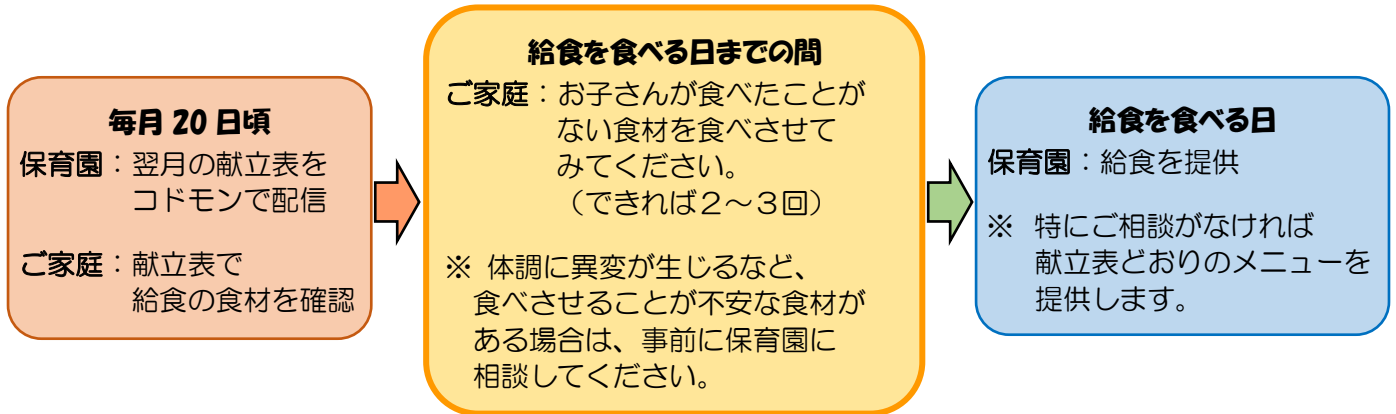 毎月 20 日頃
保育園：翌月の献立表を
コドモンで配信
ご家庭：献立表で
給食の食材を確認
給食を食べる日までの間
ご家庭：お子さんが食べたことが
ない食材を食べさせて
みてください。
（できれば２～３回）
※ 体調に異変が生じるなど、
食べさせることが不安な食材が
ある場合は、事前に保育園に
相談してください。
給食を食べる日
保育園：給食を提供
※ 特にご相談がなければ
献立表どおりのメニューを
提供します。